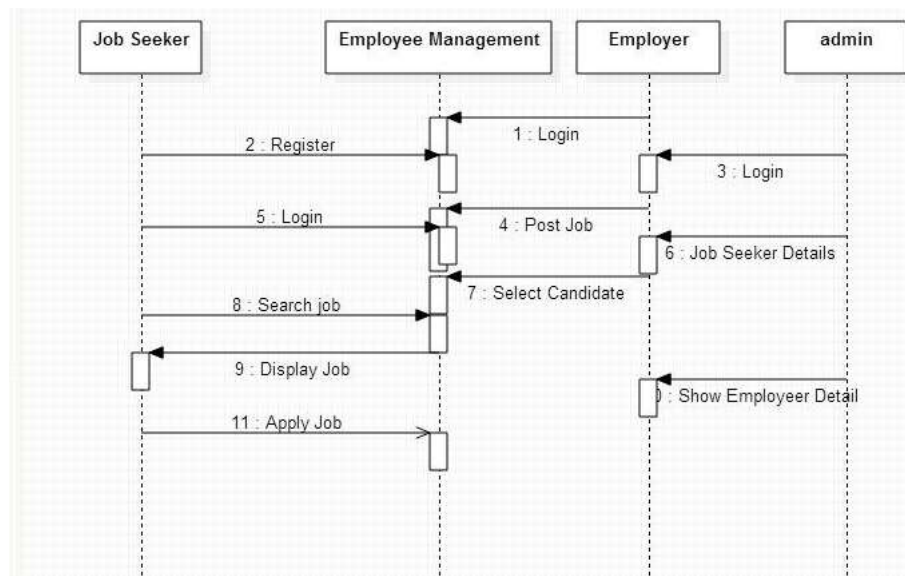 Job Seeker
Employee Management
Employer
admin
1 : Login
2 : Register
3 : Login
5 : Login
4 : Post Job
6 : Job Seeker Details
7 : Select Candidate
8 : Search job
9 : Display Job
0 : Show Employeer Detail
11 : Apply Job